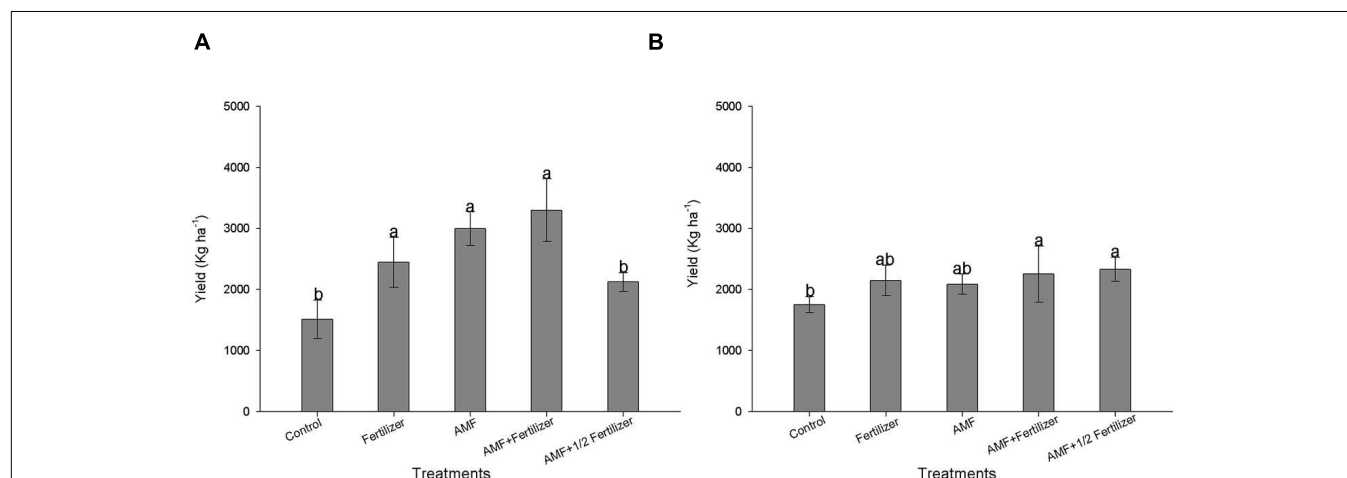 A
5000
4000
3000
2000
1000
0
Yield (Kg ha⁻¹)
b
a
a
a
b
Control
Fertilizer
AMF
AMF+Fertilizer
AMF+1/2 Fertilizer
Treatments
B
5000
4000
3000
2000
1000
0
Yield (Kg ha⁻¹)
b
ab
ab
a
a
Control
Fertilizer
AMF
AMF+Fertilizer
AMF+1/2 Fertilizer
Treatments